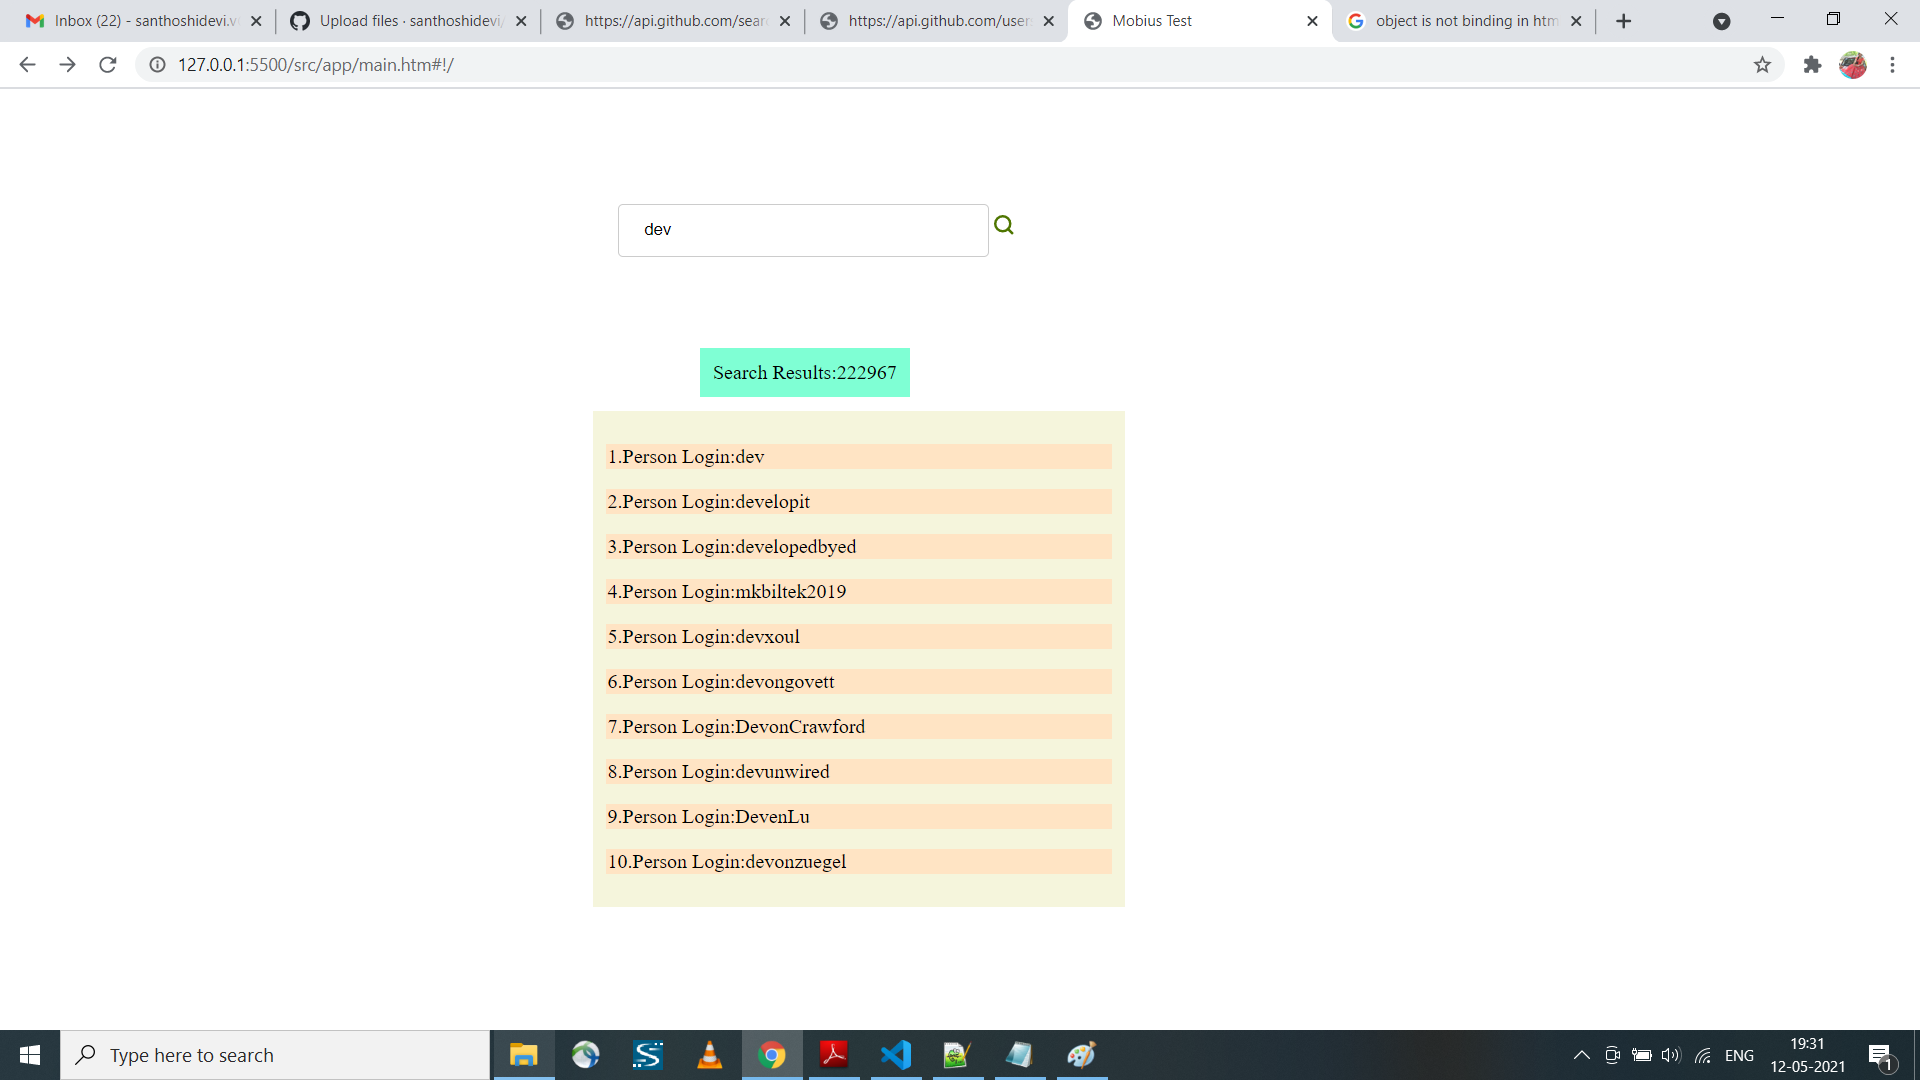 Inbox (22) - santhoshidevi.v
Upload files · santhoshidevi/
https://api.github.com/sear
https://api.github.com/user
Mobius Test
object is not binding in htm
127.0.0.1:5500/src/app/main.htm#!/
dev
Search Results:222967
1.Person Login:dev
2.Person Login:developit
3.Person Login:developedbyed
4.Person Login:mkbiltek2019
5.Person Login:devxoul
6.Person Login:devongovett
7.Person Login:DevonCrawford
8.Person Login:devunwired
9.Person Login:DevenLu
10.Person Login:devonzuegel
Type here to search
ENG
19:31
12-05-2021
1